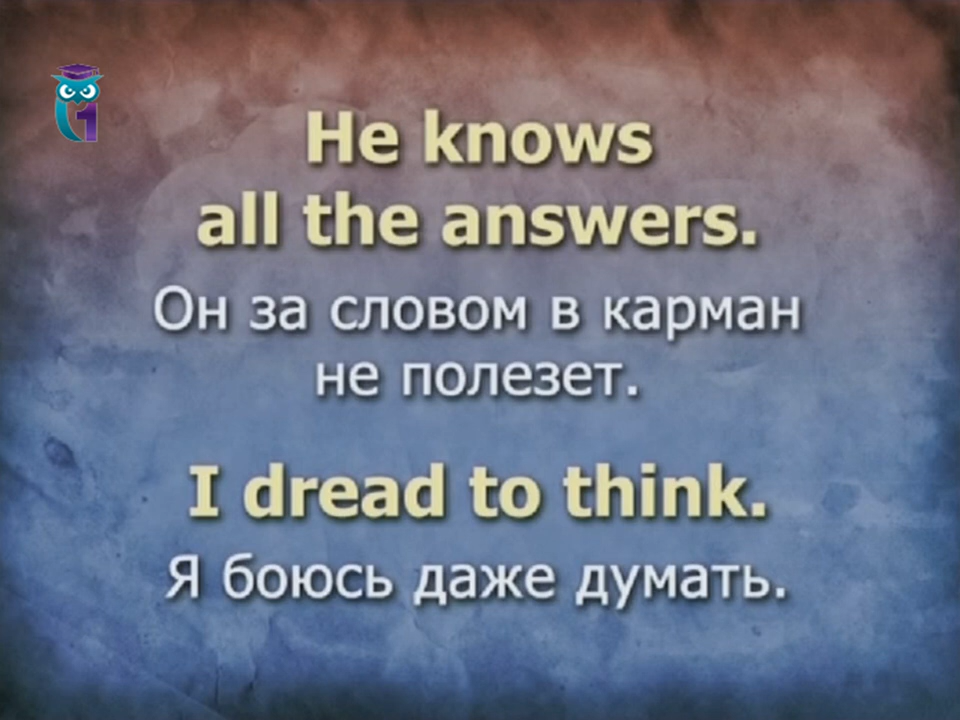 He knows
all the answers.
Он за словом в карман
не полезет.
I dread to think.
Я боюсь даже думать.